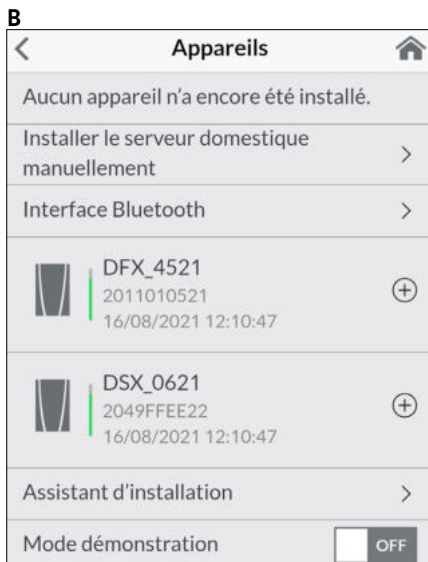 B
Appareils
Aucun appareil n'a encore été installé.
Installer le serveur domestique
manuellement
Interface Bluetooth
DFX_4521
2011010521
16/08/2021 12:10:47
DSX_0621
2049FFEE22
16/08/2021 12:10:47
Assistant d'installation
Mode démonstration OFF